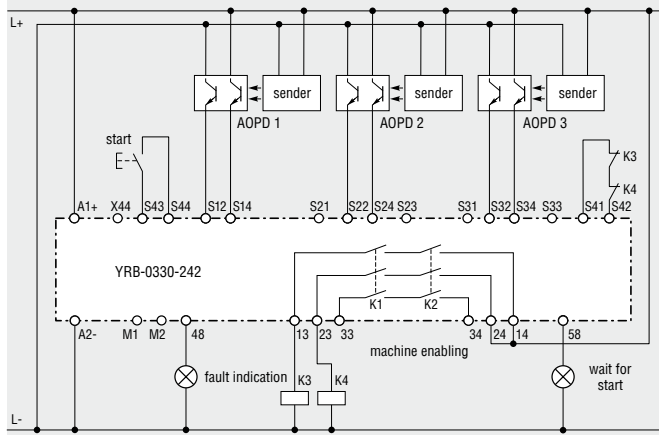 L+
sender
sender
sender
AOPD 1
AOPD 2
AOPD 3
start
K3
K4
A1+
X44
S43
S44
S12
S14
S21
S22
S24
S23
S31
S32
S34
S33
S41
S42
YRB-0330-242
K1
K2
A2-
M1
M2
48
13
23
33
34
24
14
58
machine enabling
fault indication
K3
K4
wait for
start
L-